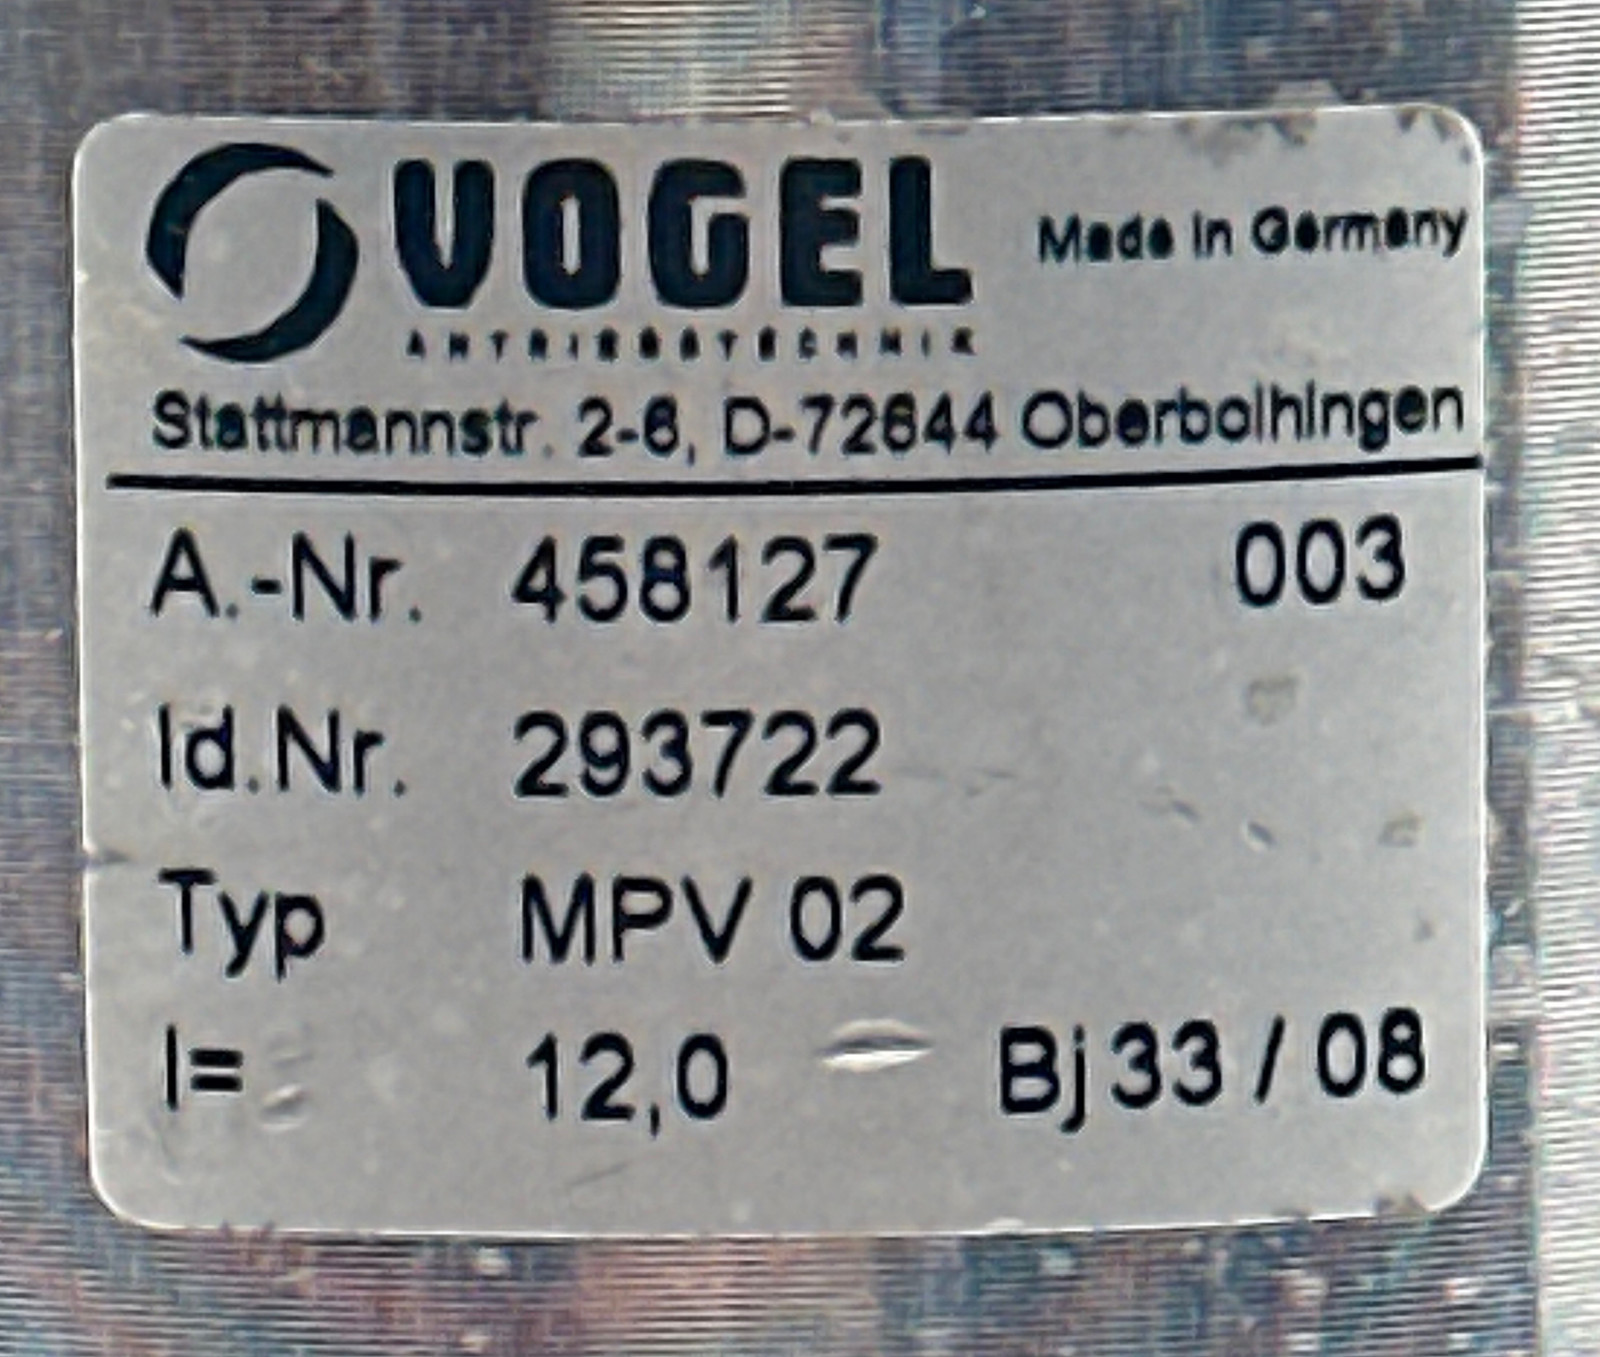 VOGEL Made in Germany
ANTRIEBSTECHNIK
Stattmannstr. 2-6, D-72644 Oberboihingen
A.-Nr. 458127 003
Id.Nr. 293722
Typ MPV 02
I= 12,0 Bj 33 / 08